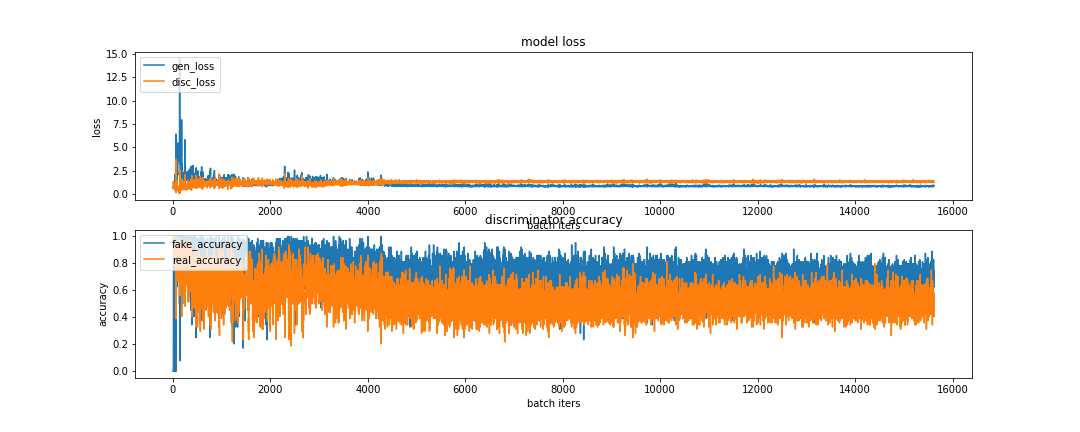 model loss
15.0
12.5
10.0
7.5
5.0
2.5
0.0
loss
gen_loss
disc_loss
0 2000 4000 6000 8000 10000 12000 14000 16000
batch iters
discriminator accuracy
1.0
0.8
0.6
0.4
0.2
0.0
accuracy
fake_accuracy
real_accuracy
0 2000 4000 6000 8000 10000 12000 14000 16000
batch iters